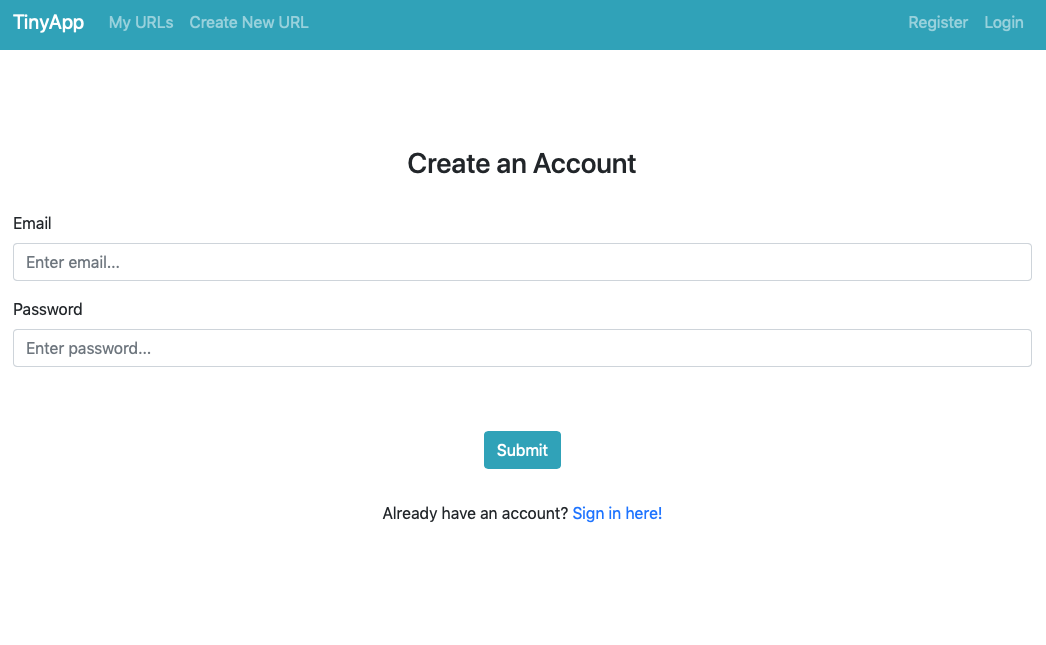 TinyApp My URLs Create New URL Register Login
Create an Account
Email
Enter email...
Password
Enter password...
Submit
Already have an account? Sign in here!